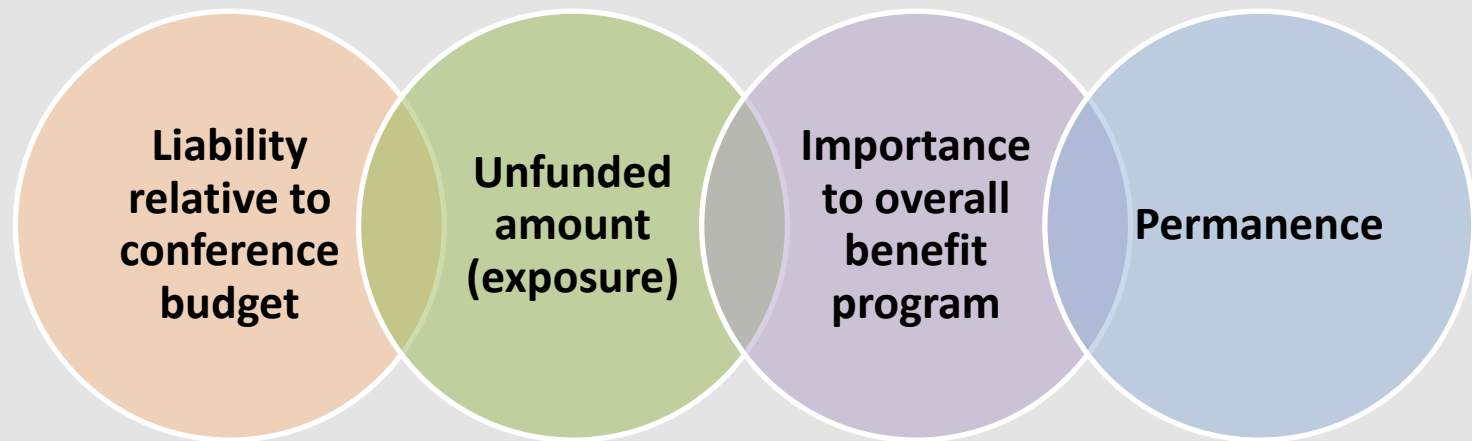 Liability
relative to
conference
budget
Unfunded
amount
(exposure)
Importance
to overall
benefit
program
Permanence